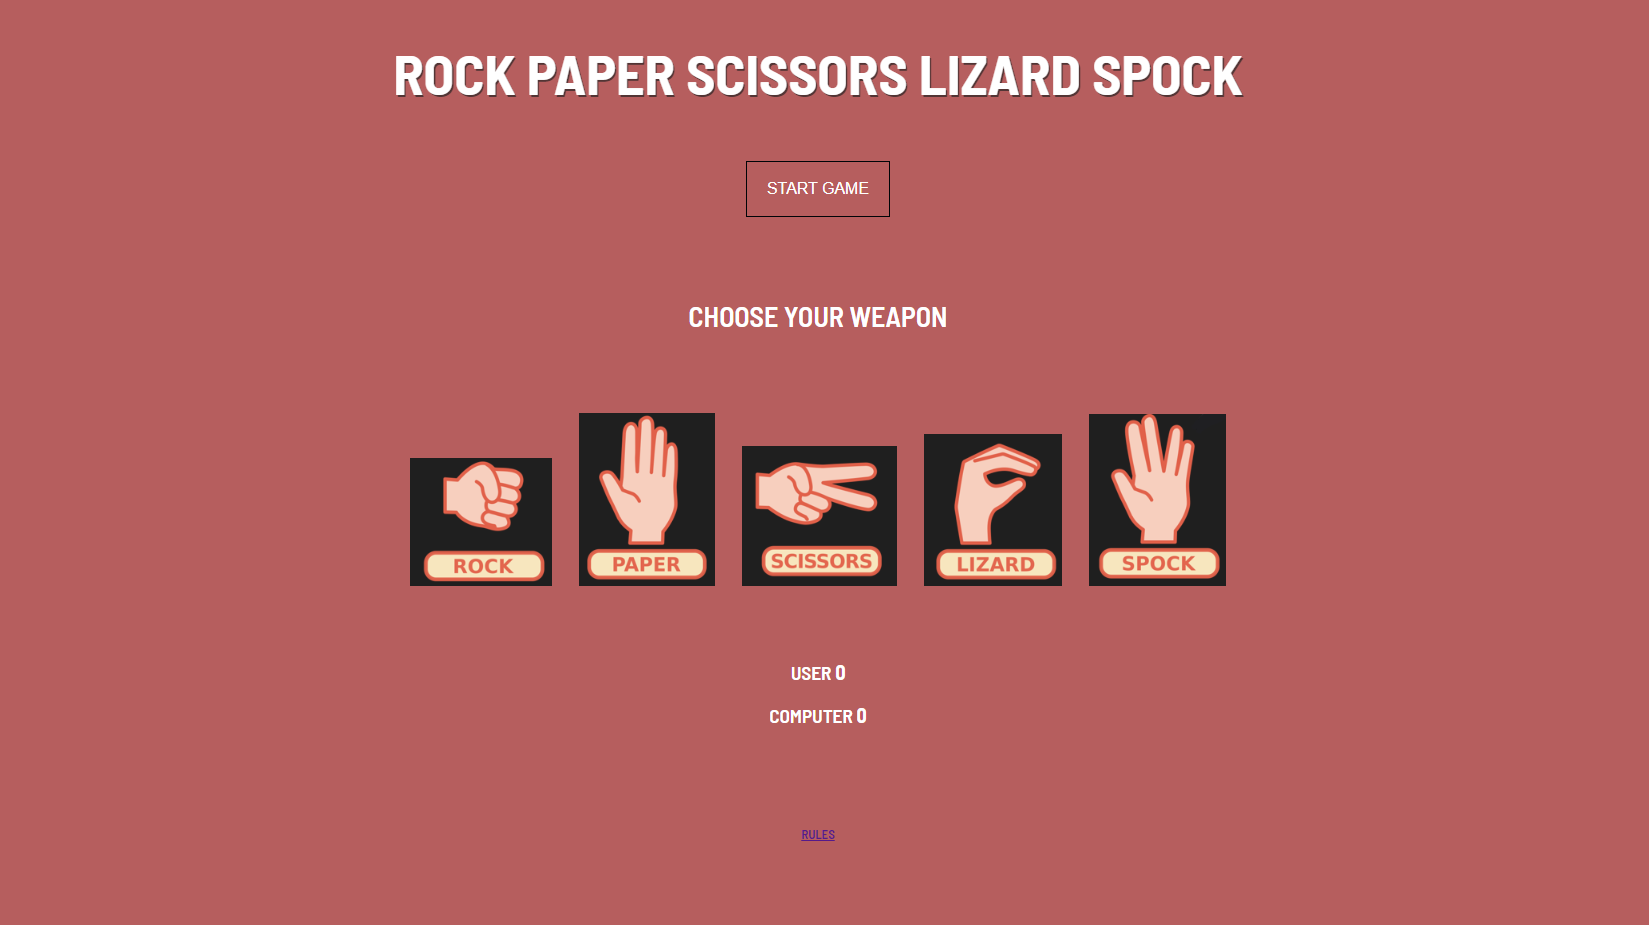 ROCK PAPER SCISSORS LIZARD SPOCK
START GAME
CHOOSE YOUR WEAPON
ROCK
PAPER
SCISSORS
LIZARD
SPOCK
USER 0
COMPUTER 0
RULES